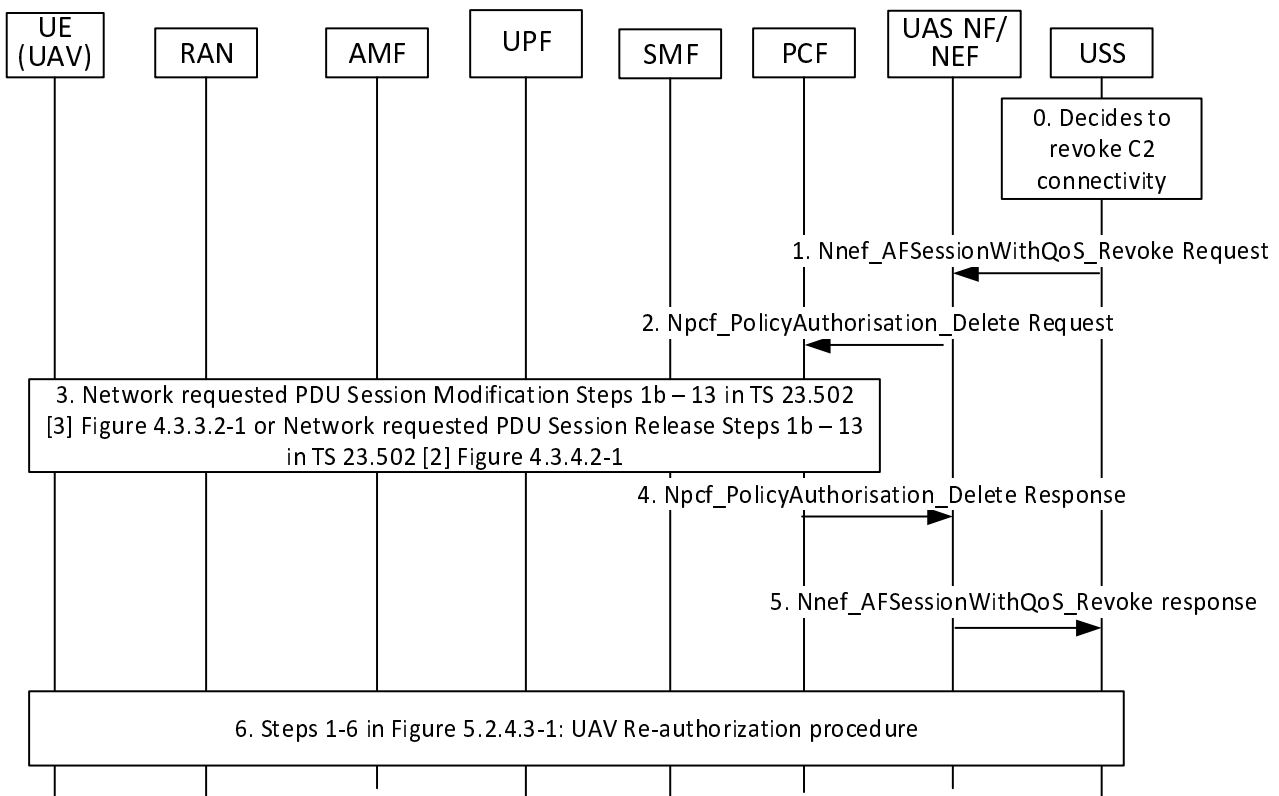 UE
(UAV)
RAN
AMF
UPF
SMF
PCF
UAS NF/
NEF
USS
0. Decides to
revoke C2
connectivity
1. Nnef_AFSessionWithQoS_Revoke Request
2. Npcf_PolicyAuthorisation_Delete Request
3. Network requested PDU Session Modification Steps 1b – 13 in TS 23.502
[3] Figure 4.3.3.2-1 or Network requested PDU Session Release Steps 1b – 13
in TS 23.502 [2] Figure 4.3.4.2-1
4. Npcf_PolicyAuthorisation_Delete Response
5. Nnef_AFSessionWithQoS_Revoke response
6. Steps 1-6 in Figure 5.2.4.3-1: UAV Re-authorization procedure